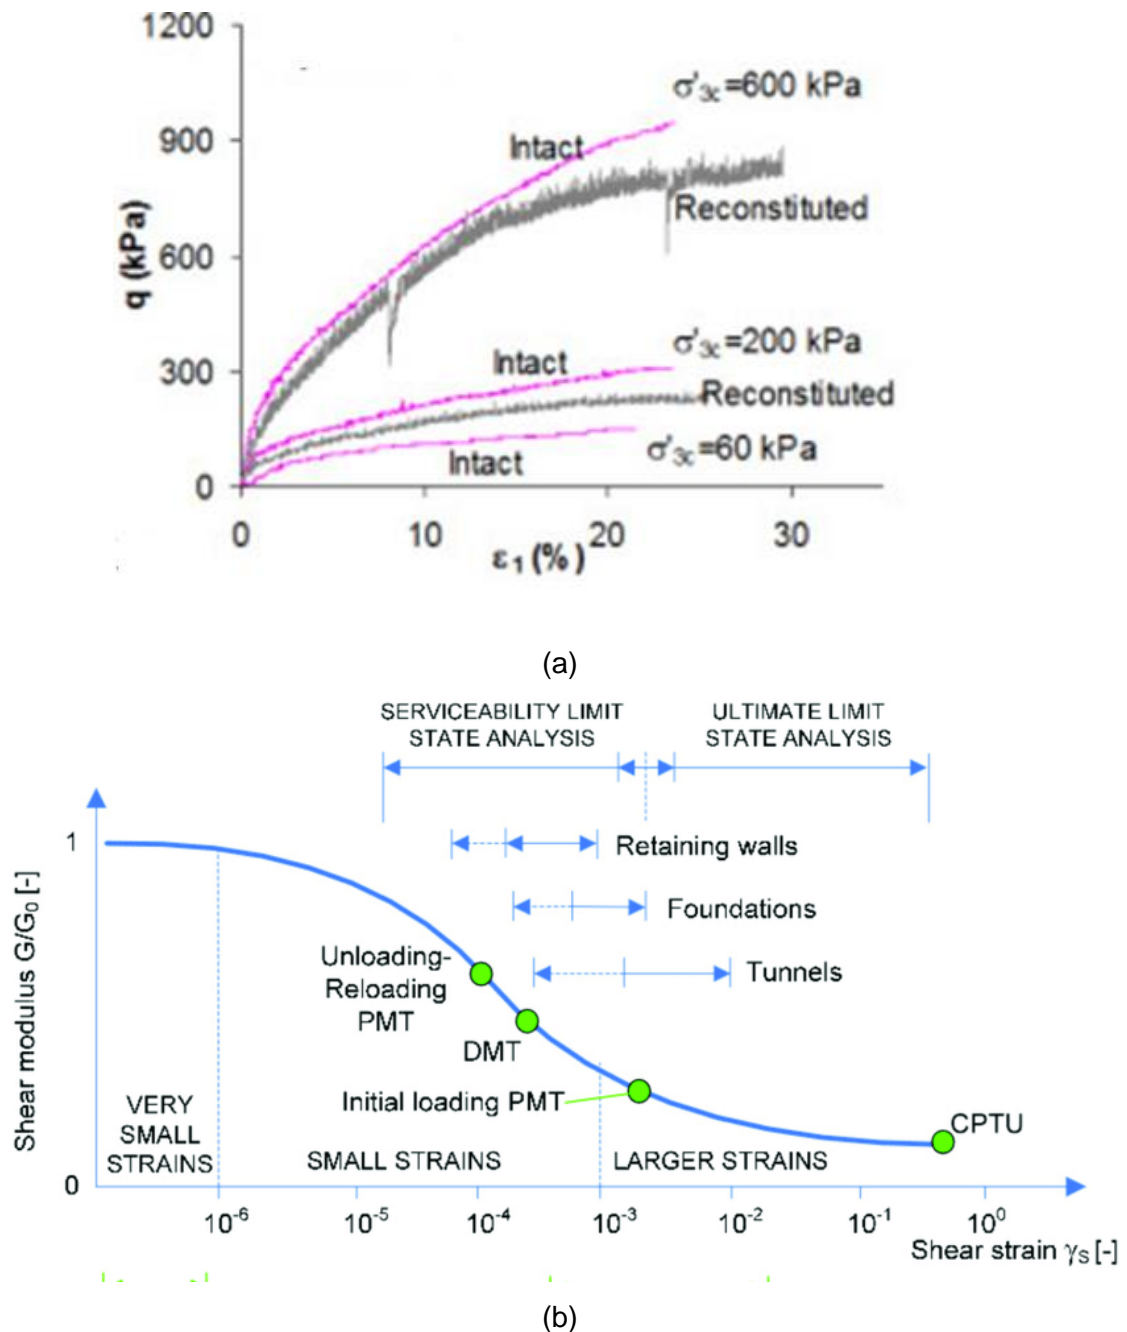 1200
σ'3c=600 kPa
Intact
900
Reconstituted
q (kPa)
600
σ'3c=200 kPa
Intact
300
Reconstituted
σ'3c=60 kPa
Intact
0
0
10
20
30
ε1 (%)
(a)
SERVICEABILITY LIMIT
STATE ANALYSIS
ULTIMATE LIMIT
STATE ANALYSIS
1
Retaining walls
Foundations
Tunnels
Shear modulus G/G0 [-]
Unloading-
Reloading
PMT
DMT
Initial loading PMT
CPTU
VERY
SMALL
STRAINS
SMALL STRAINS
LARGER STRAINS
0
10-6
10-5
10-4
10-3
10-2
10-1
100
Shear strain γS [-]
(b)